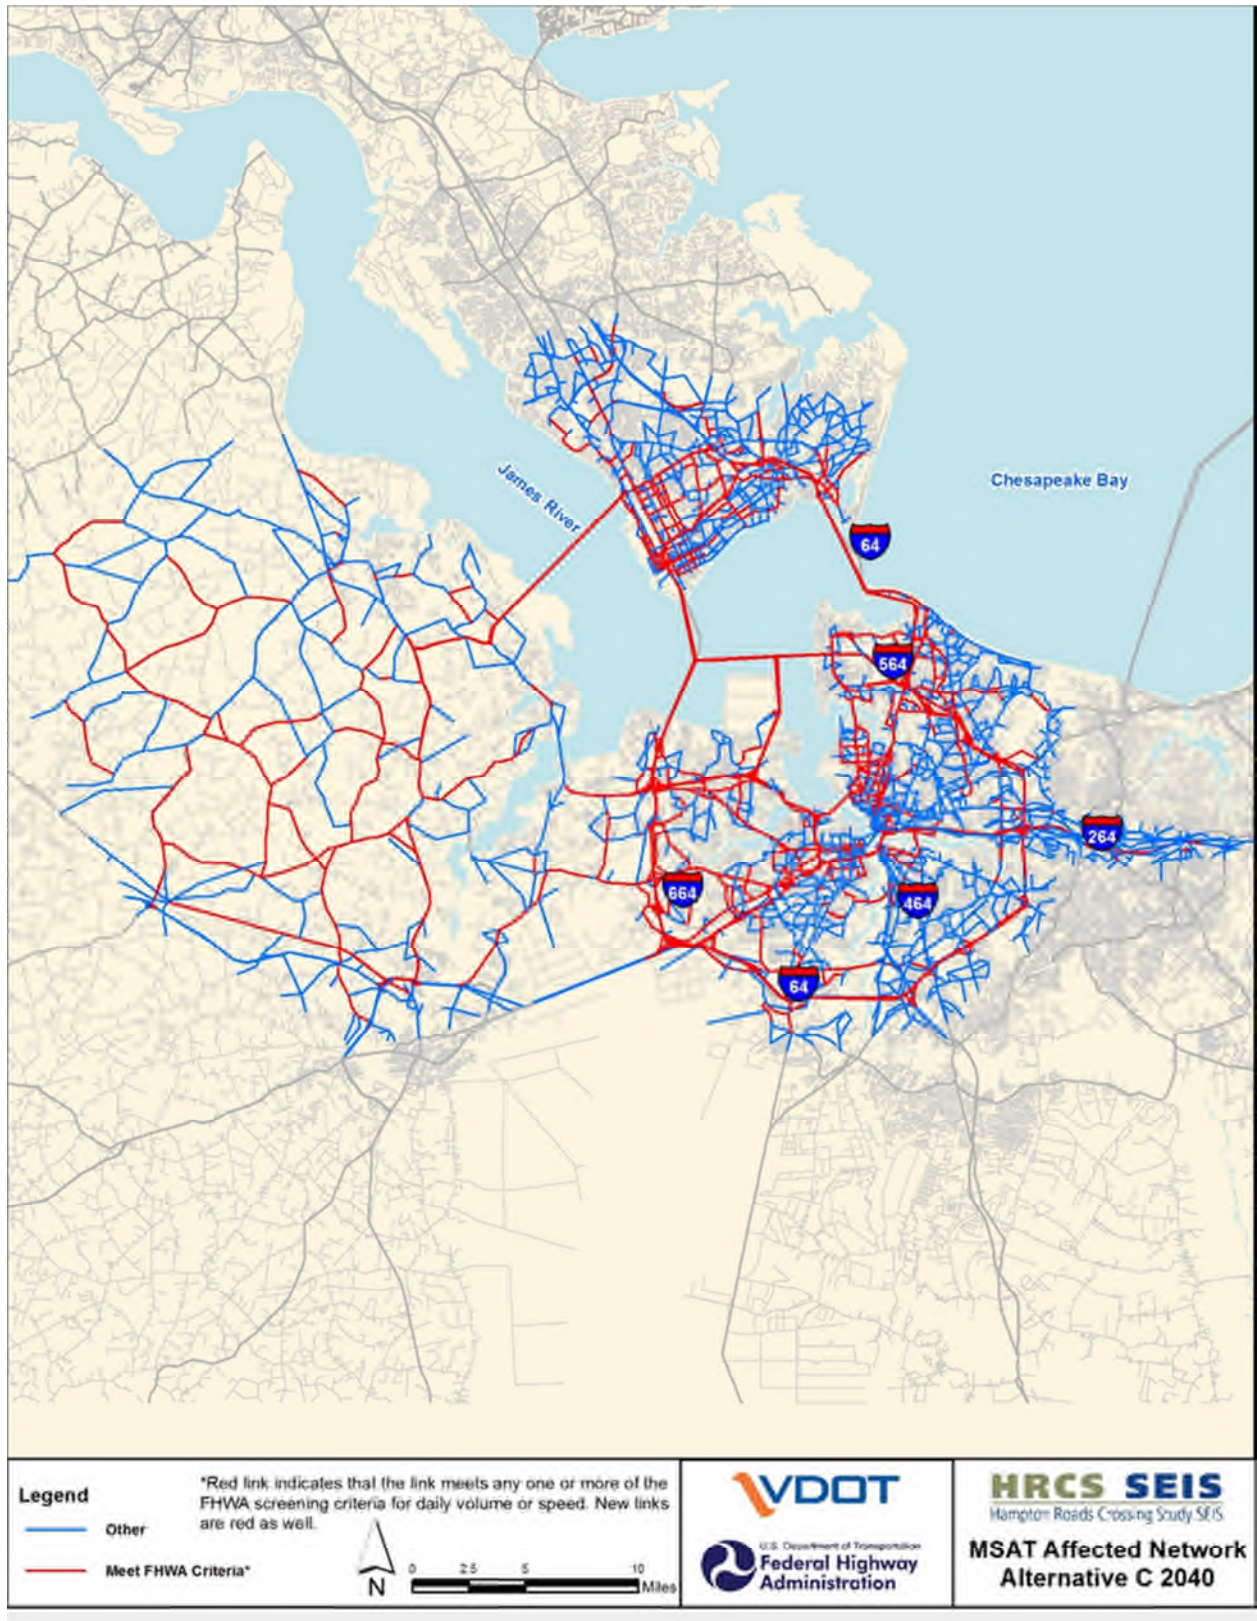 James River
Chesapeake Bay
64
564
264
664
464
64
Legend
Other
Meet FHWA Criteria*
*Red link indicates that the link meets any one or more of the
FHWA screening criteria for daily volume or speed. New links
are red as well.
N
0 2.5 5 10
Miles
VDOT
U.S. Department of Transportation
Federal Highway
Administration
HRCS SEIS
Hampton Roads Crossing Study SEIS
MSAT Affected Network
Alternative C 2040